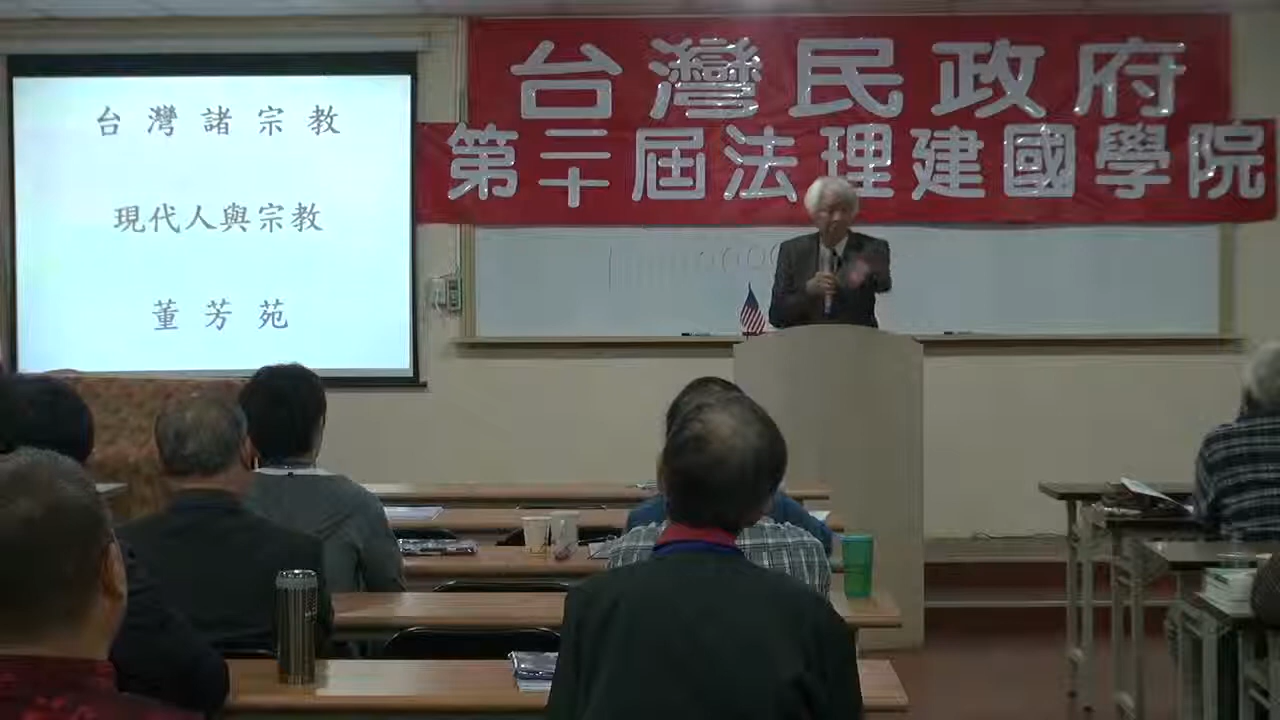 台灣諸宗教
現代人與宗教
董芳苑
台灣民政府
第二十屆法理建國學院